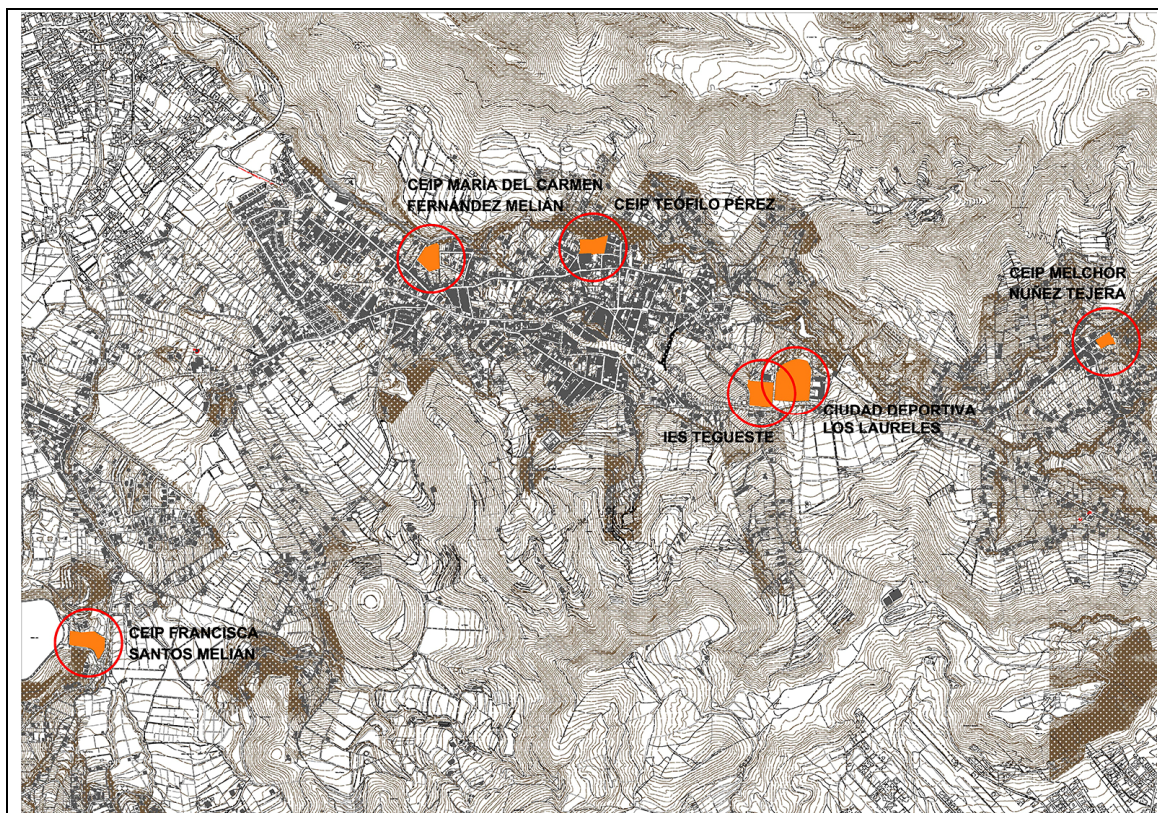 CEIP MARÍA DEL CARMEN
FERNÁNDEZ MELIÁN
CEIP TEÓFILO PÉREZ
CEIP MELCHOR
NUÑEZ TEJERA
CIUDAD DEPORTIVA
LOS LAURELES
IES TEGUESTE
CEIP FRANCISCA
SANTOS MELIÁN